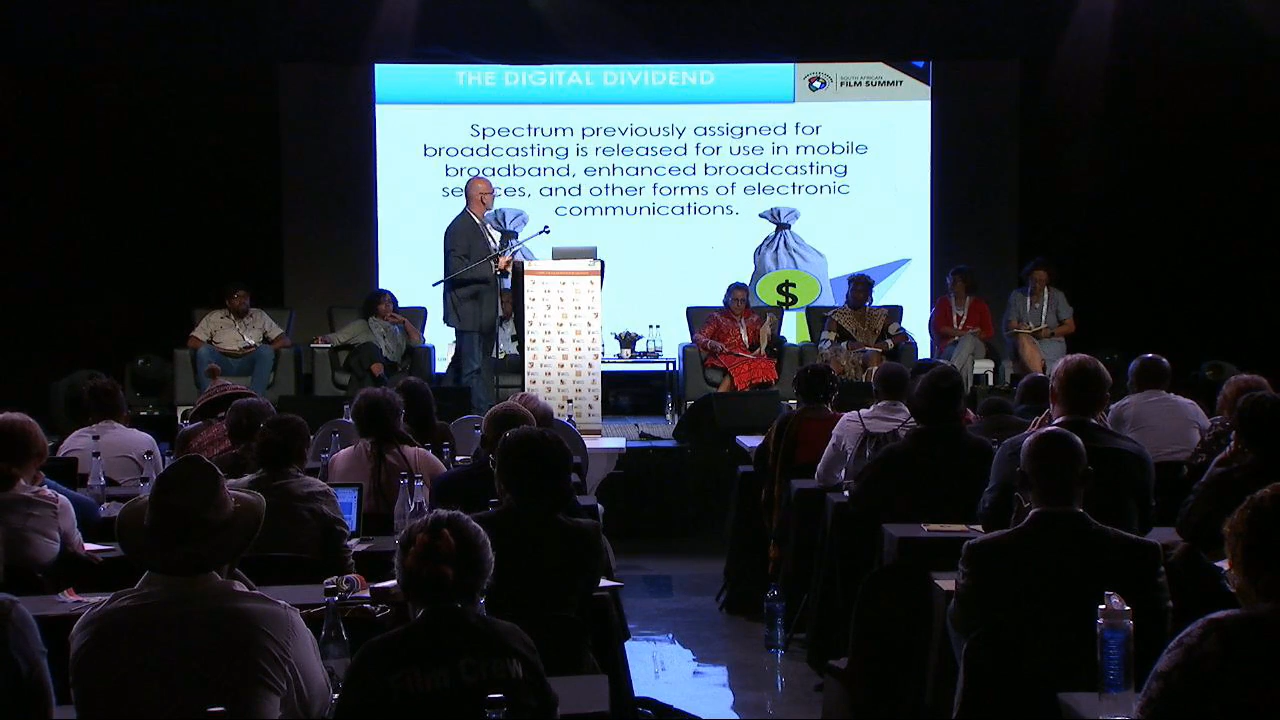 THE DIGITAL DIVIDEND
SOUTH AFRICAN
FILM SUMMIT
Spectrum previously assigned for
broadcasting is released for use in mobile
broadband, enhanced broadcasting
services, and other forms of electronic
communications.
$
Film Crew